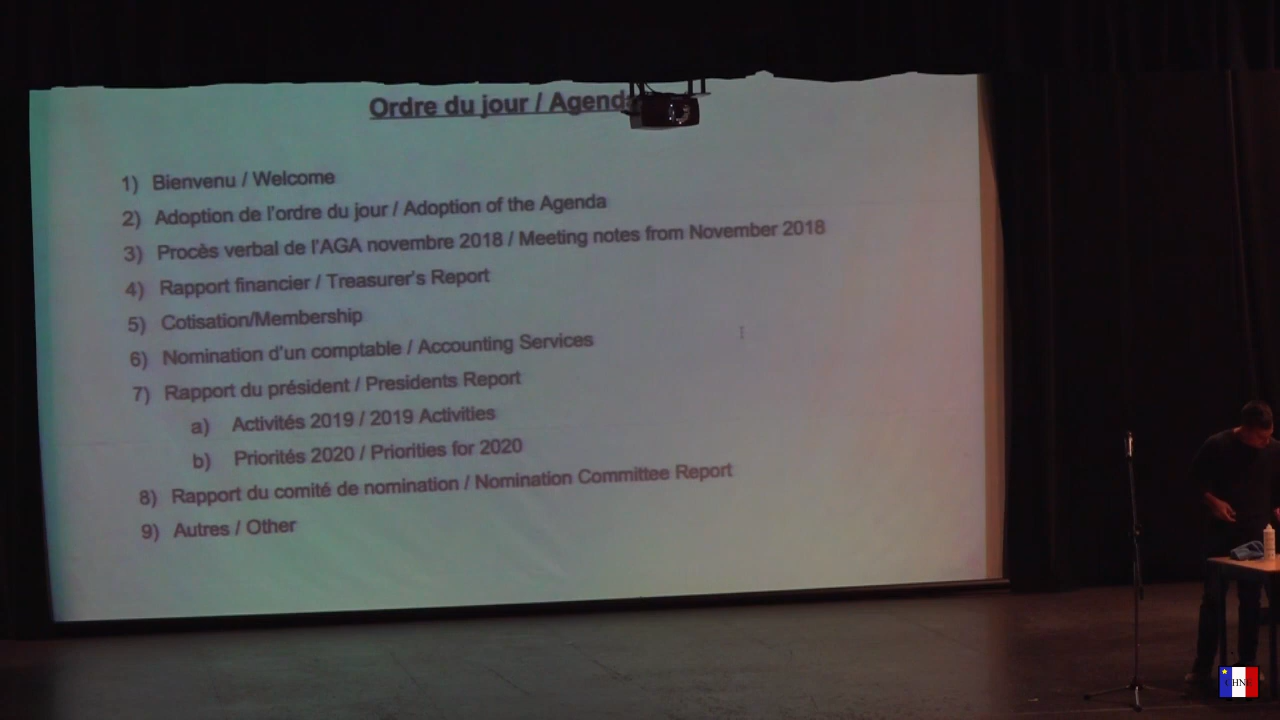 Ordre du jour / Agenda
1) Bienvenu / Welcome
2) Adoption de l'ordre du jour / Adoption of the Agenda
3) Procès verbal de l'AGA novembre 2018 / Meeting notes from November 2018
4) Rapport financier / Treasurer's Report
5) Cotisation/Membership
6) Nomination d'un comptable / Accounting Services
7) Rapport du président / Presidents Report
a) Activités 2019 / 2019 Activities
b) Priorités 2020 / Priorities for 2020
8) Rapport du comité de nomination / Nomination Committee Report
9) Autres / Other